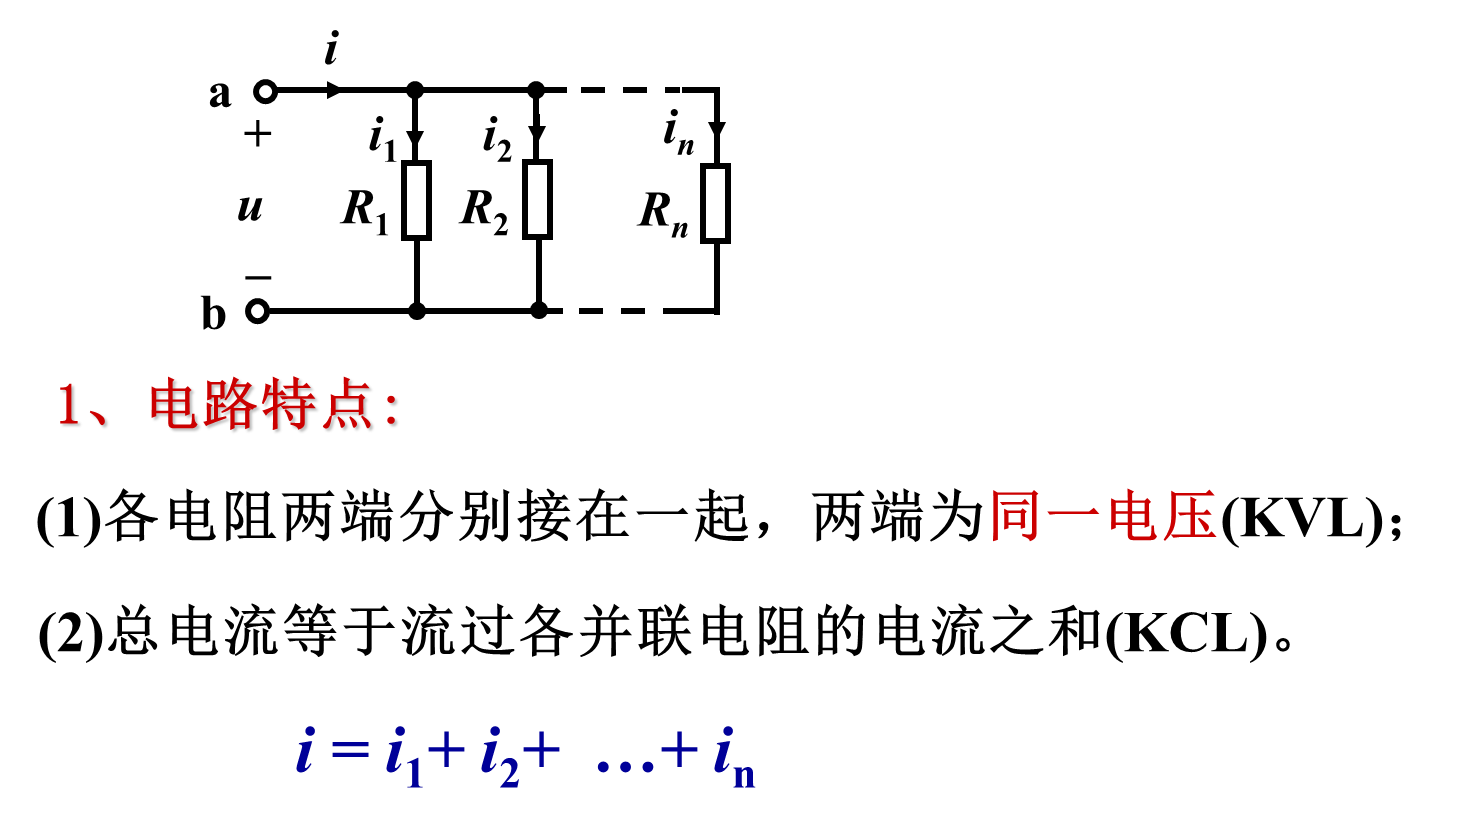 i
a
+
i1 i2 in
u R1 R2 Rn
−
b
1、电路特点:
(1)各电阻两端分别接在一起，两端为同一电压(KVL)；
(2)总电流等于流过各并联电阻的电流之和(KCL)。
i = i1+ i2+ …+ in